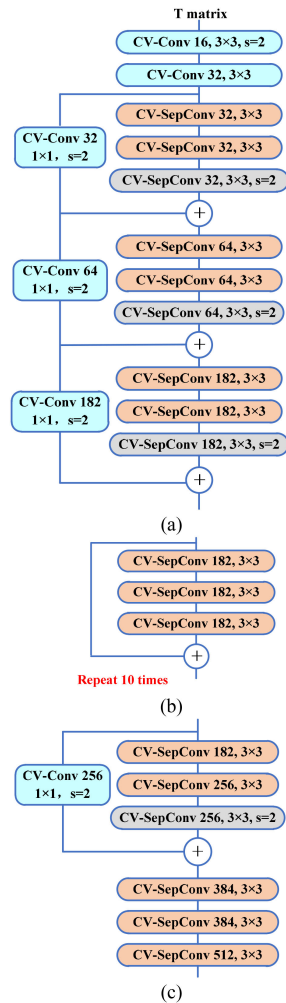 T matrix
CV-Conv 16, 3×3, s=2
CV-Conv 32, 3×3
CV-SepConv 32, 3×3
CV-Conv 32
1×1,  s=2
CV-SepConv 32, 3×3
CV-SepConv 32, 3×3, s=2
+
CV-SepConv 64, 3×3
CV-Conv 64
1×1,  s=2
CV-SepConv 64, 3×3
CV-SepConv 64, 3×3, s=2
+
CV-SepConv 182, 3×3
CV-Conv 182
1×1,  s=2
CV-SepConv 182, 3×3
CV-SepConv 182, 3×3, s=2
+
(a)
CV-SepConv 182, 3×3
CV-SepConv 182, 3×3
CV-SepConv 182, 3×3
+
Repeat 10 times
(b)
CV-SepConv 182, 3×3
CV-Conv 256
1×1,  s=2
CV-SepConv 256, 3×3
CV-SepConv 256, 3×3, s=2
+
CV-SepConv 384, 3×3
CV-SepConv 384, 3×3
CV-SepConv 512, 3×3
(c)